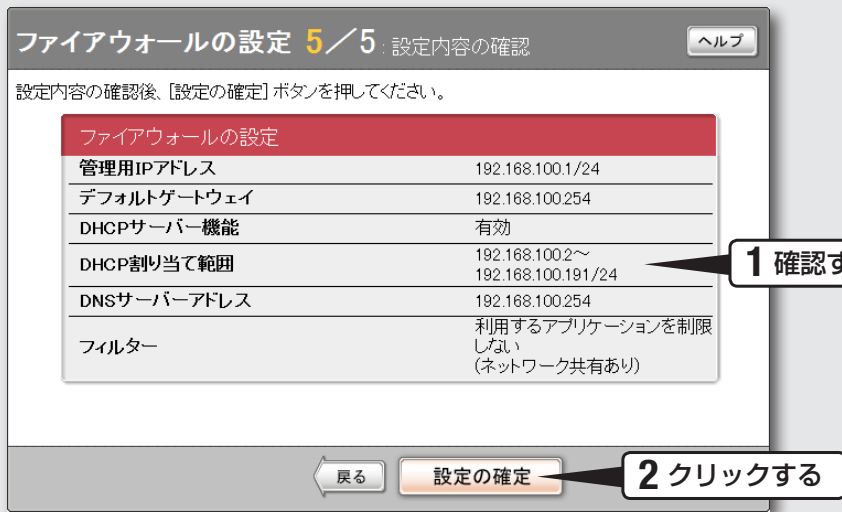 ファイアウォールの設定 5／5 : 設定内容の確認
ヘルプ
設定内容の確認後、[設定の確定] ボタンを押してください。
ファイアウォールの設定
管理用IPアドレス 192.168.100.1/24
デフォルトゲートウェイ 192.168.100.254
DHCPサーバー機能 有効
DHCP割り当て範囲 192.168.100.2～
192.168.100.191/24
1 確認す
DNSサーバーアドレス 192.168.100.254
フィルター 利用するアプリケーションを制限
しない
(ネットワーク共有あり)
戻る
設定の確定
2 クリックする